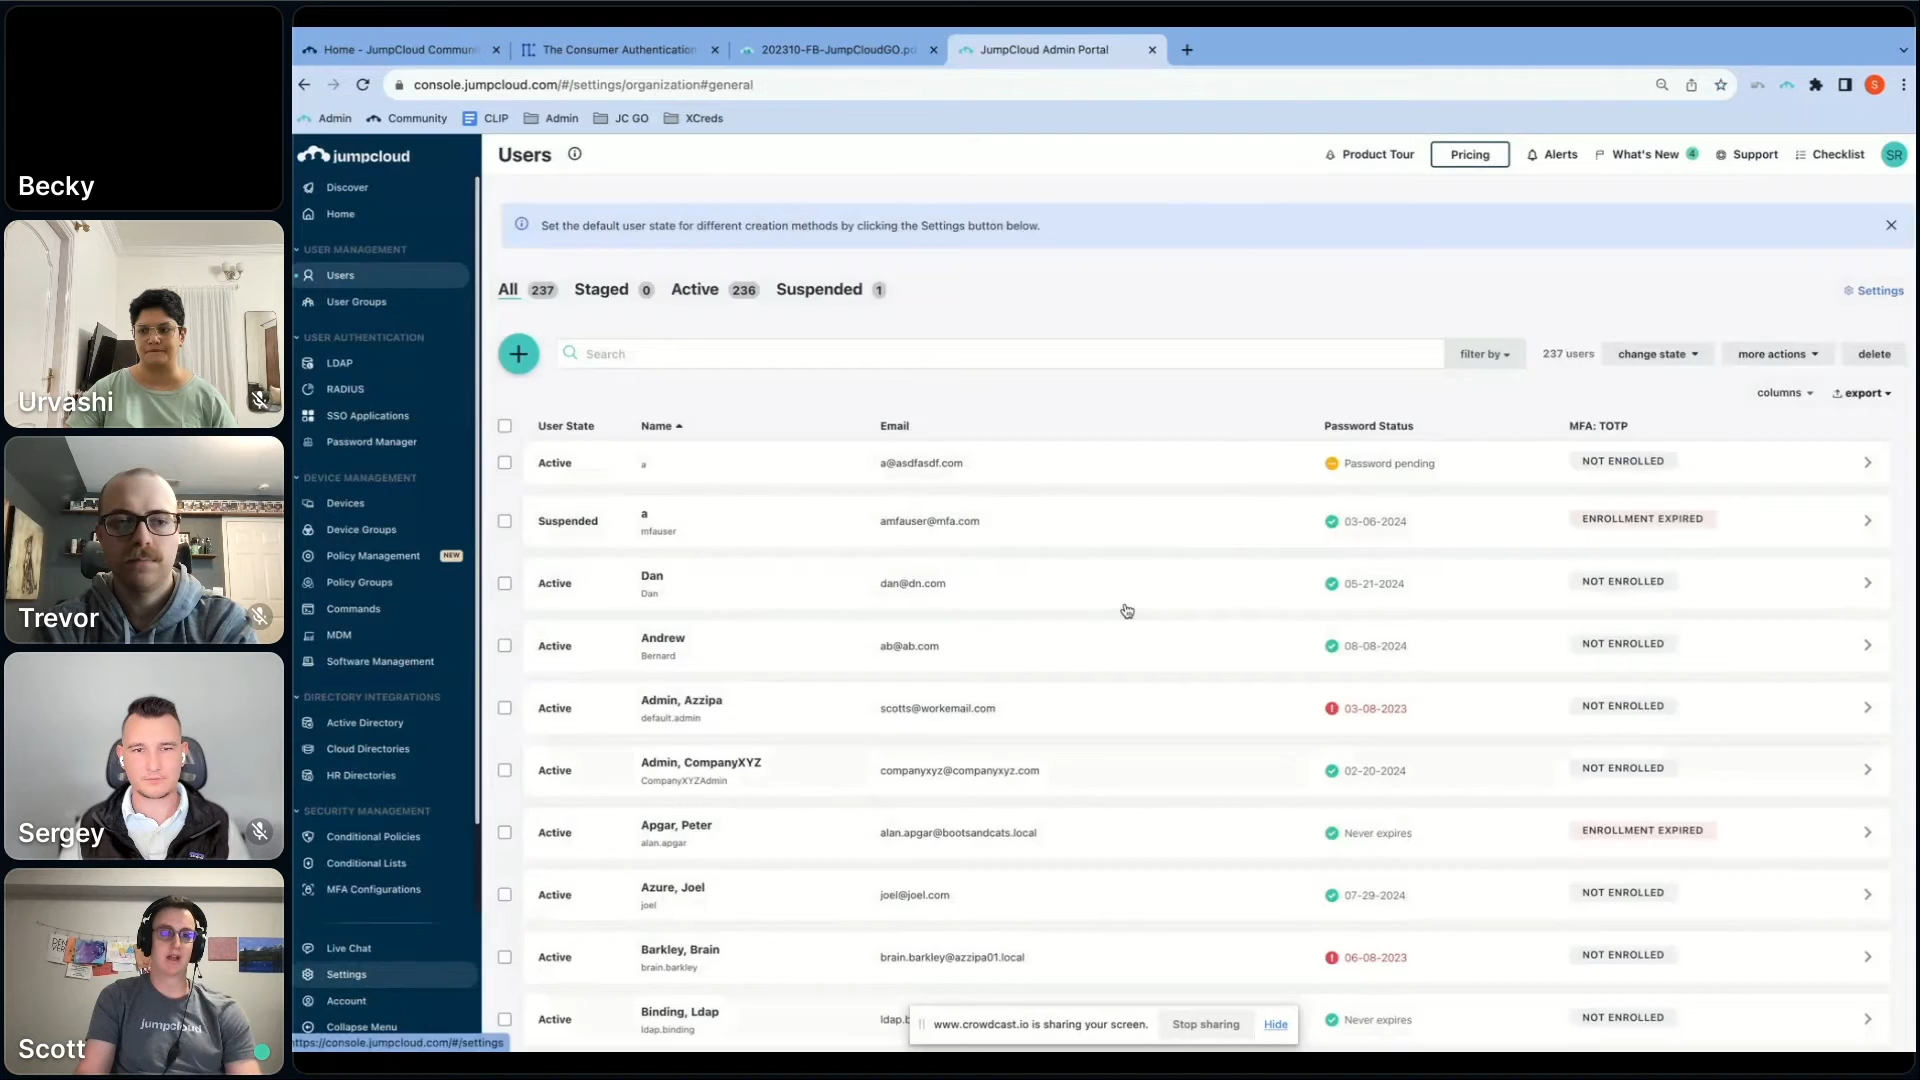 Becky
Urvashi
Trevor
Sergey
Scott
jumpcloud
Home - JumpCloud Commun
The Consumer Authentication
202310-FB-JumpCloudGO.pd
JumpCloud Admin Portal
console.jumpcloud.com/#/settings/organization#general
S
Admin
Community
CLIP
Admin
JC GO
XCreds
jumpcloud
Discover
Home
USER MANAGEMENT
Users
User Groups
USER AUTHENTICATION
LDAP
RADIUS
SSO Applications
Password Manager
DEVICE MANAGEMENT
Devices
Device Groups
Policy Management NEW
Policy Groups
Commands
MDM
Software Management
DIRECTORY INTEGRATIONS
Active Directory
Cloud Directories
HR Directories
SECURITY MANAGEMENT
Conditional Policies
Conditional Lists
MFA Configurations
Live Chat
Settings
Account
Collapse Menu
https://console.jumpcloud.com/#/settings
Users
Product Tour
Pricing
Alerts
What's New 4
Support
Checklist
SR
Set the default user state for different creation methods by clicking the Settings button below.
All 237 Staged 0 Active 236 Suspended 1
Settings
Search
filter by
237 users
change state
more actions
delete
columns
export
User State Name Email Password Status MFA: TOTP
Active a a@asdfasdf.com Password pending NOT ENROLLED
Suspended a amfauser@mfa.com 03-06-2024 ENROLLMENT EXPIRED
mfauser
Active Dan dan@dn.com 05-21-2024 NOT ENROLLED
Dan
Active Andrew ab@ab.com 08-08-2024 NOT ENROLLED
Bernard
Active Admin, Azzipa scotts@workemail.com 03-08-2023 NOT ENROLLED
default.admin
Active Admin, CompanyXYZ companyxyz@companyxyz.com 02-20-2024 NOT ENROLLED
CompanyXYZAdmin
Active Apgar, Peter alan.apgar@bootsandcats.local Never expires ENROLLMENT EXPIRED
alan.apgar
Active Azure, Joel joel@joel.com 07-29-2024 NOT ENROLLED
joel
Active Barkley, Brain brain.barkley@azzipa01.local 06-08-2023 NOT ENROLLED
brain.barkley
Active Binding, Ldap ldap.b Never expires NOT ENROLLED
ldap.binding
www.crowdcast.io is sharing your screen.
Stop sharing
Hide